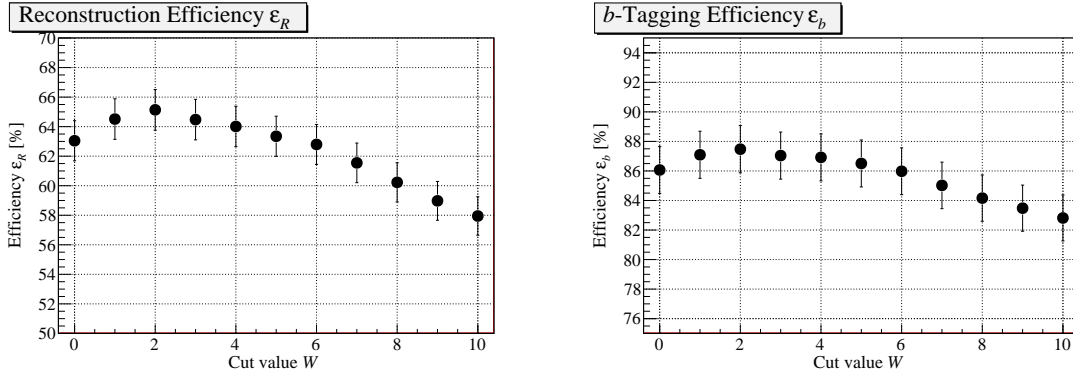 Reconstruction Efficiency ε_R
Efficiency ε_R [%]
70
68
66
64
62
60
58
56
54
52
50
0 2 4 6 8 10
Cut value W
b-Tagging Efficiency ε_b
Efficiency ε_b [%]
94
92
90
88
86
84
82
80
78
76
0 2 4 6 8 10
Cut value W